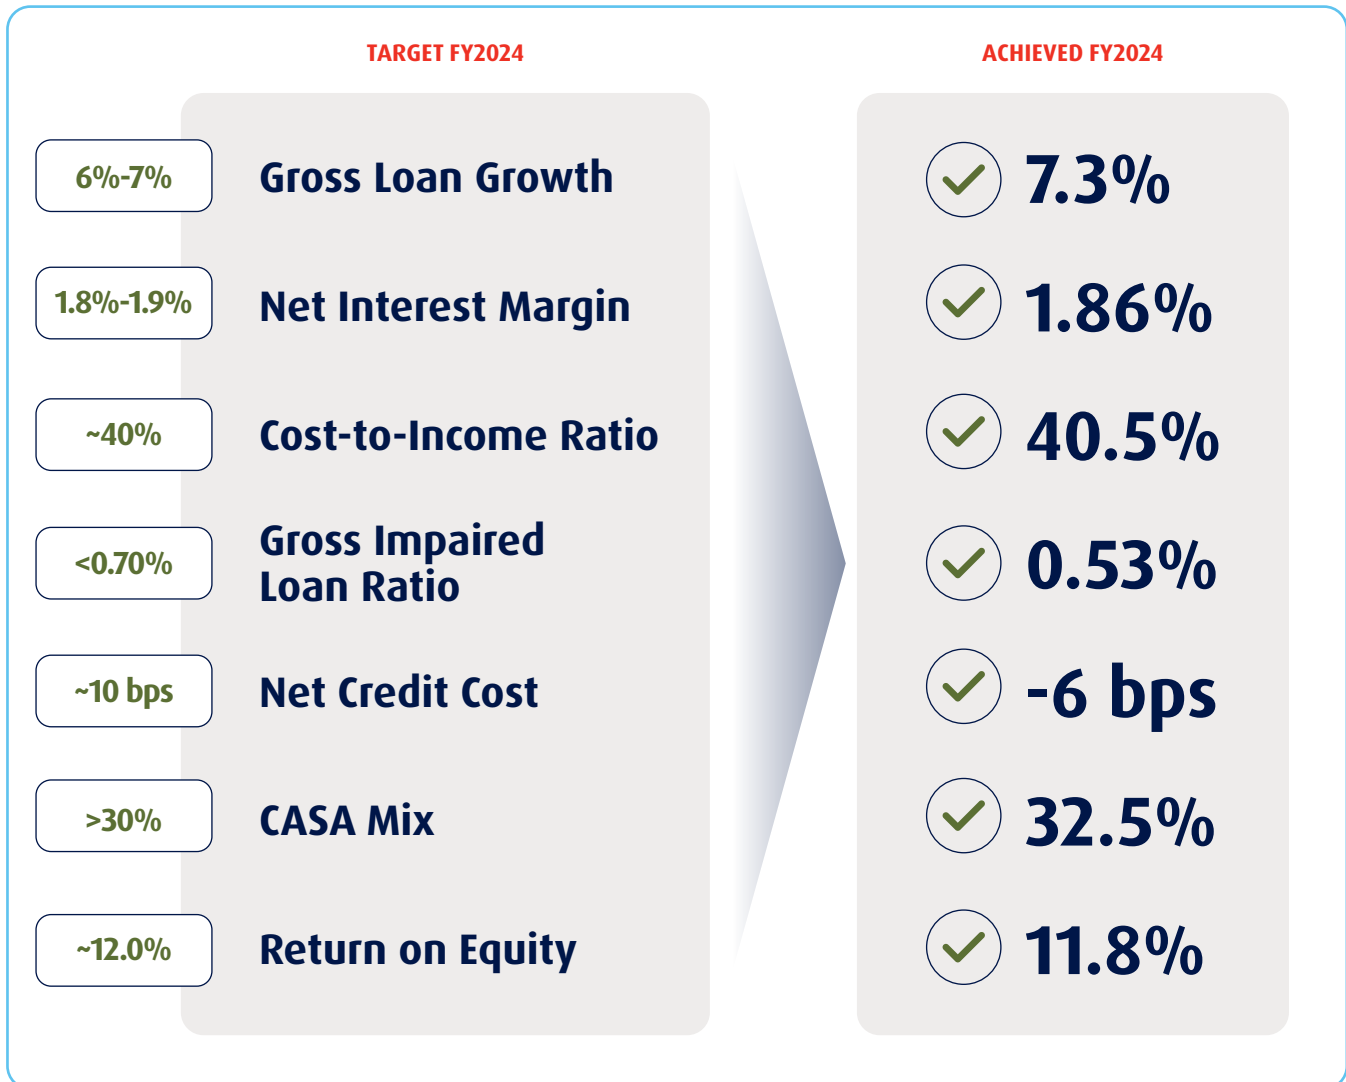 TARGET FY2024
ACHIEVED FY2024
6%-7%
Gross Loan Growth
7.3%
1.8%-1.9%
Net Interest Margin
1.86%
~40%
Cost-to-Income Ratio
40.5%
<0.70%
Gross Impaired
Loan Ratio
0.53%
~10 bps
Net Credit Cost
-6 bps
>30%
CASA Mix
32.5%
~12.0%
Return on Equity
11.8%